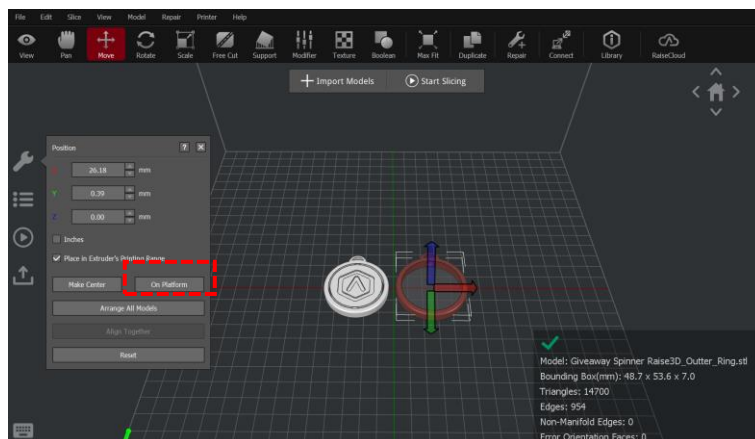 File Edit Slice View Model Repair Printer Help
View Pan Move Rotate Scale Free Cut Support Modifier Texture Boolean Max Fit Duplicate Repair Connect Library RaiseCloud
Import Models Start Slicing
Position ?
X 26.18 mm
Y 0.39 mm
Z 0.00 mm
Inches
Place in Extruder's Printing Range
Make Center On Platform
Arrange All Models
Align Together
Reset
Model: Giveaway Spinner Raise3D_Outter_Ring.stl
Bounding Box(mm): 48.7 x 53.6 x 7.0
Triangles: 14700
Edges: 954
Non-Manifold Edges: 0
Error Orientation Faces: 0